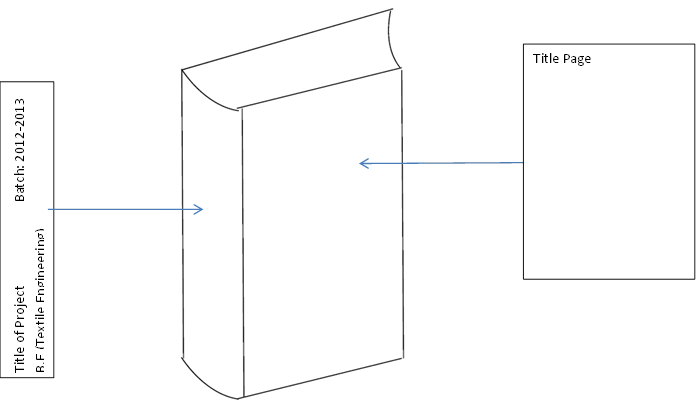 Title of Project Batch: 2012-2013
B.E (Textile Engineering)
Title Page